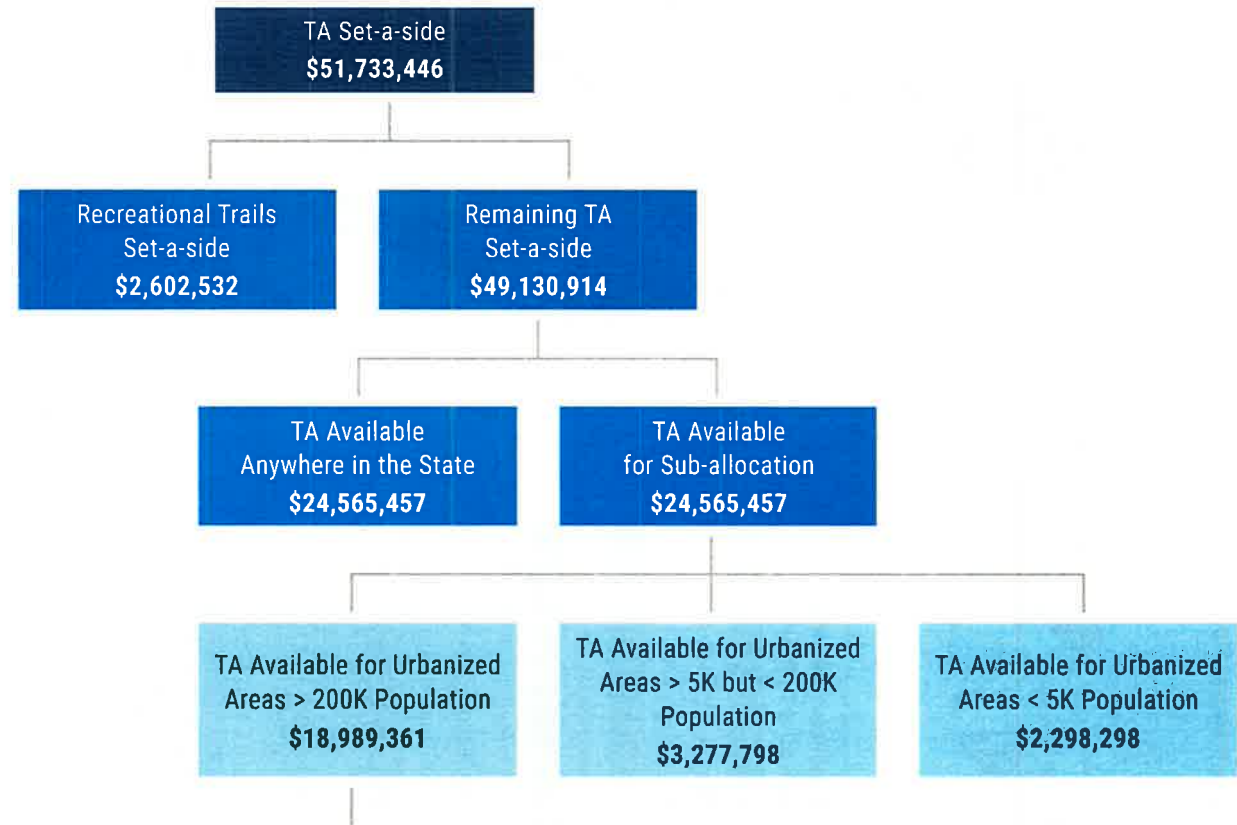 TA Set-a-side
$51,733,446
Recreational Trails
Set-a-side
$2,602,532
Remaining TA
Set-a-side
$49,130,914
TA Available
Anywhere in the State
$24,565,457
TA Available
for Sub-allocation
$24,565,457
TA Available for Urbanized
Areas > 200K Population
$18,989,361
TA Available for Urbanized
Areas > 5K but < 200K
Population
$3,277,798
TA Available for Urbanized
Areas < 5K Population
$2,298,298